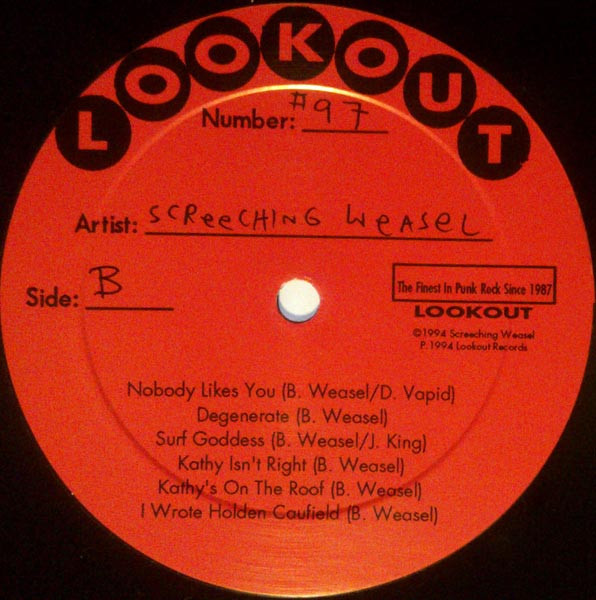 LOOKOUT
Number: #97
Artist: SCReeCHING WeASeL
Side: B
The Finest In Punk Rock Since 1987
LOOKOUT
©1994 Screeching Weasel
P.1994 Lookout Records
Nobody Likes You (B. Weasel/D. Vapid)
Degenerate (B. Weasel)
Surf Goddess (B. Weasel/J. King)
Kathy Isn't Right (B. Weasel)
Kathy's On The Roof (B. Weasel)
I Wrote Holden Caufield (B. Weasel)